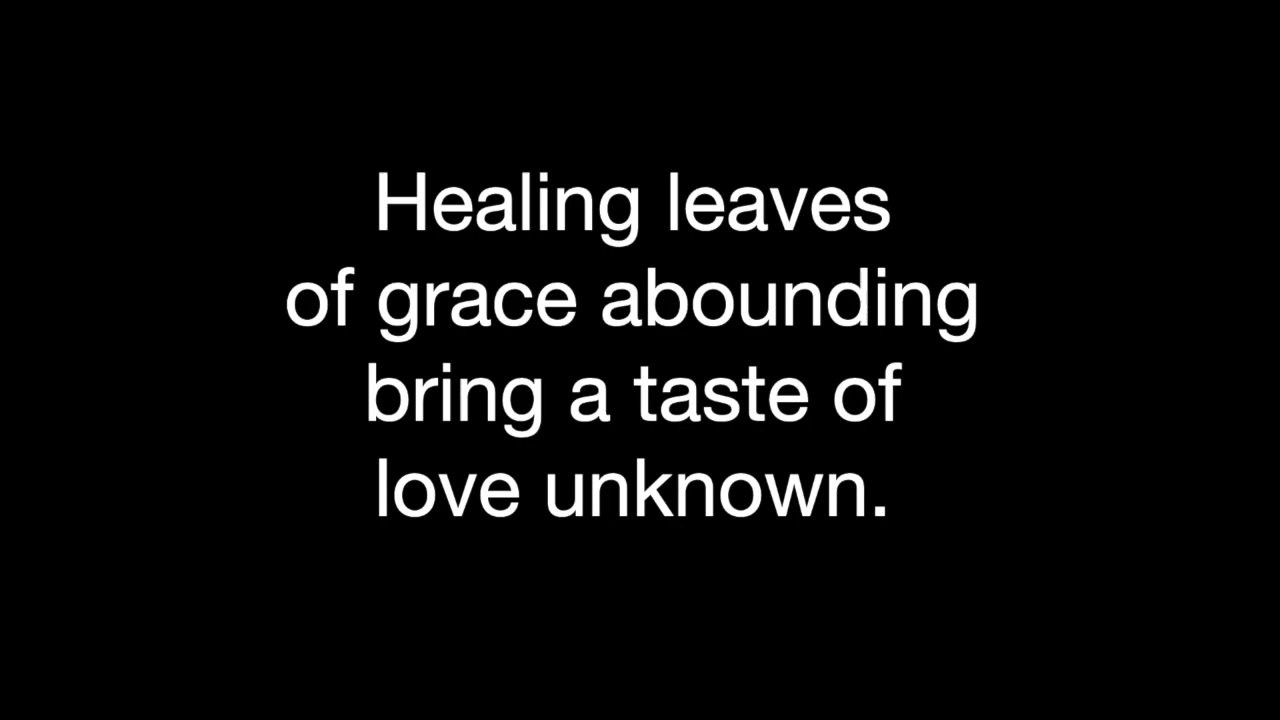 Healing leaves
of grace abounding
bring a taste of
love unknown.